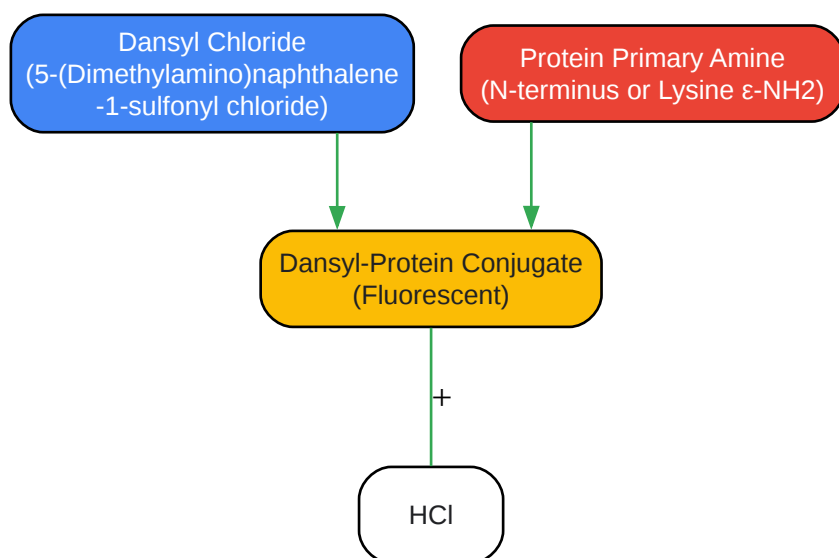 Dansyl Chloride
(5-(Dimethylamino)naphthalene
-1-sulfonyl chloride)
Protein Primary Amine
(N-terminus or Lysine ε-NH2)
Dansyl-Protein Conjugate
(Fluorescent)
+
HCl